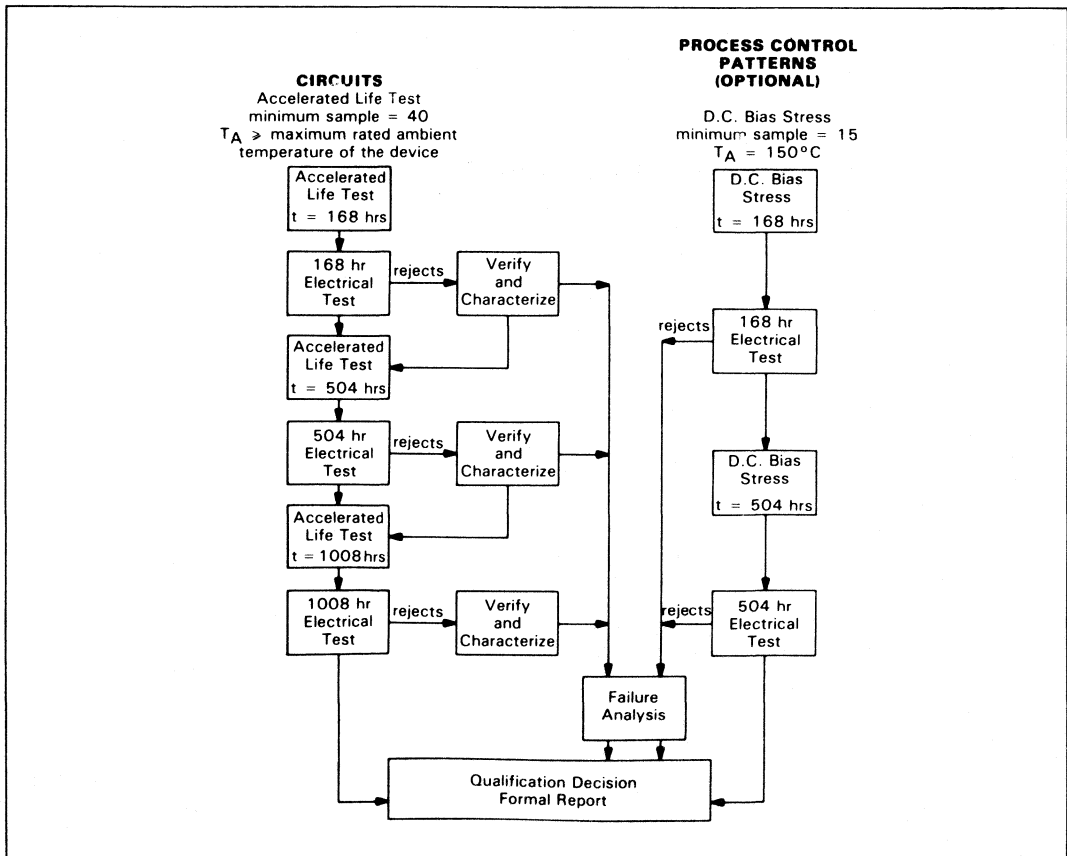 CIRCUITS
Accelerated Life Test
minimum sample = 40
TA ⩾ maximum rated ambient
temperature of the device
Accelerated
Life Test
t = 168 hrs
168 hr
Electrical
Test
rejects
Verify
and
Characterize
Accelerated
Life Test
t = 504 hrs
504 hr
Electrical
Test
rejects
Verify
and
Characterize
Accelerated
Life Test
t = 1008 hrs
1008 hr
Electrical
Test
rejects
Verify
and
Characterize
PROCESS CONTROL
PATTERNS
(OPTIONAL)
D.C. Bias Stress
minimum sample = 15
TA = 150°C
D.C. Bias
Stress
t = 168 hrs
168 hr
Electrical
Test
rejects
D.C. Bias
Stress
t = 504 hrs
504 hr
Electrical
Test
rejects
Failure
Analysis
Qualification Decision
Formal Report